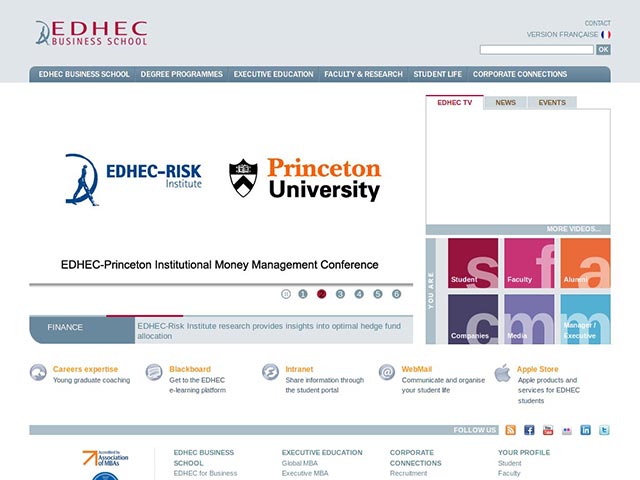 EDHEC
BUSINESS SCHOOL
CONTACT
VERSION FRANÇAISE
OK
EDHEC BUSINESS SCHOOL
DEGREE PROGRAMMES
EXECUTIVE EDUCATION
FACULTY & RESEARCH
STUDENT LIFE
CORPORATE CONNECTIONS
EDHEC TV
NEWS
EVENTS
EDHEC-RISK
Institute
Princeton
University
EDHEC-Princeton Institutional Money Management Conference
1 2 3 4 5 6
MORE VIDEOS...
YOU ARE
s
Student
f
Faculty
a
Alumni
c
Companies
m
Media
m
Manager /
Executive
FINANCE
EDHEC-Risk Institute research provides insights into optimal hedge fund
allocation
Careers expertise
Young graduate coaching
Blackboard
Get to the EDHEC
e-learning platform
Intranet
Share information through
the student portal
WebMail
Communicate and organise
your student life
Apple Store
Apple products and
services for EDHEC
students
FOLLOW US
Accredited by
Association
of MBAs
EDHEC BUSINESS
SCHOOL
EDHEC for Business
EXECUTIVE EDUCATION
Global MBA
Executive MBA
CORPORATE
CONNECTIONS
Recruitment
YOUR PROFILE
Student
Faculty